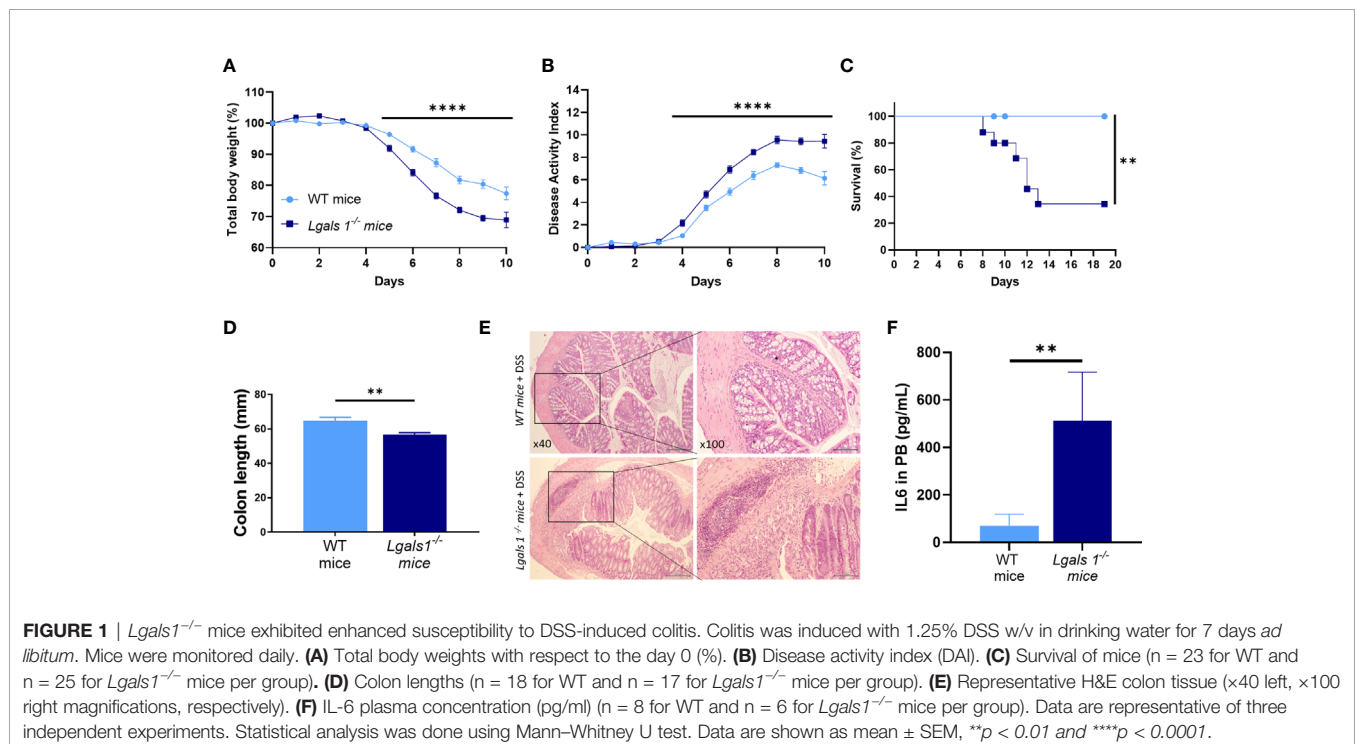 A
Total body weight (%)
110
100
90
80
70
60
****
WT mice
Lgals 1-/- mice
0 2 4 6 8 10
Days
B
Disease Activity Index
14
12
10
8
6
4
2
0
****
0 2 4 6 8 10
Days
C
Survival (%)
100
80
60
40
20
0
**
0 2 4 6 8 10 12 14 16 18 20
Days
D
Colon length (mm)
80
60
40
20
0
**
WT
mice
Lgals1-/-
mice
E
WT mice + DSS
x40
x100
Lgals 1 -/- mice + DSS
F
IL6 in PB (pg/mL)
800
600
400
200
0
**
WT
mice
Lgals 1-/-
mice
FIGURE 1 | Lgals1−/− mice exhibited enhanced susceptibility to DSS-induced colitis. Colitis was induced with 1.25% DSS w/v in drinking water for 7 days ad
libitum. Mice were monitored daily. (A) Total body weights with respect to the day 0 (%). (B) Disease activity index (DAI). (C) Survival of mice (n = 23 for WT and
n = 25 for Lgals1−/− mice per group). (D) Colon lengths (n = 18 for WT and n = 17 for Lgals1−/− mice per group). (E) Representative H&E colon tissue (×40 left, ×100
right magnifications, respectively). (F) IL-6 plasma concentration (pg/ml) (n = 8 for WT and n = 6 for Lgals1−/− mice per group). Data are representative of three
independent experiments. Statistical analysis was done using Mann–Whitney U test. Data are shown as mean ± SEM, **p < 0.01 and ****p < 0.0001.